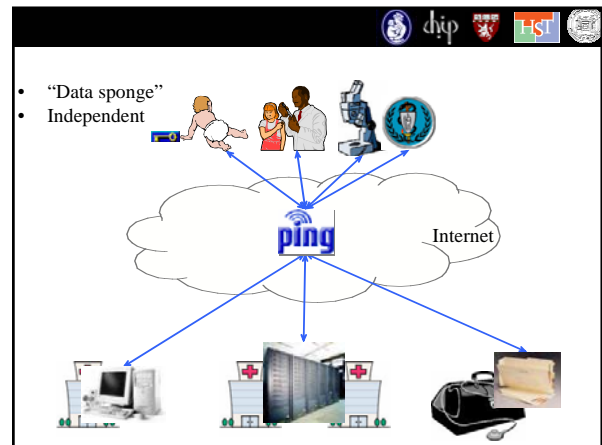 chip
HST
• “Data sponge”
• Independent
ping
Internet